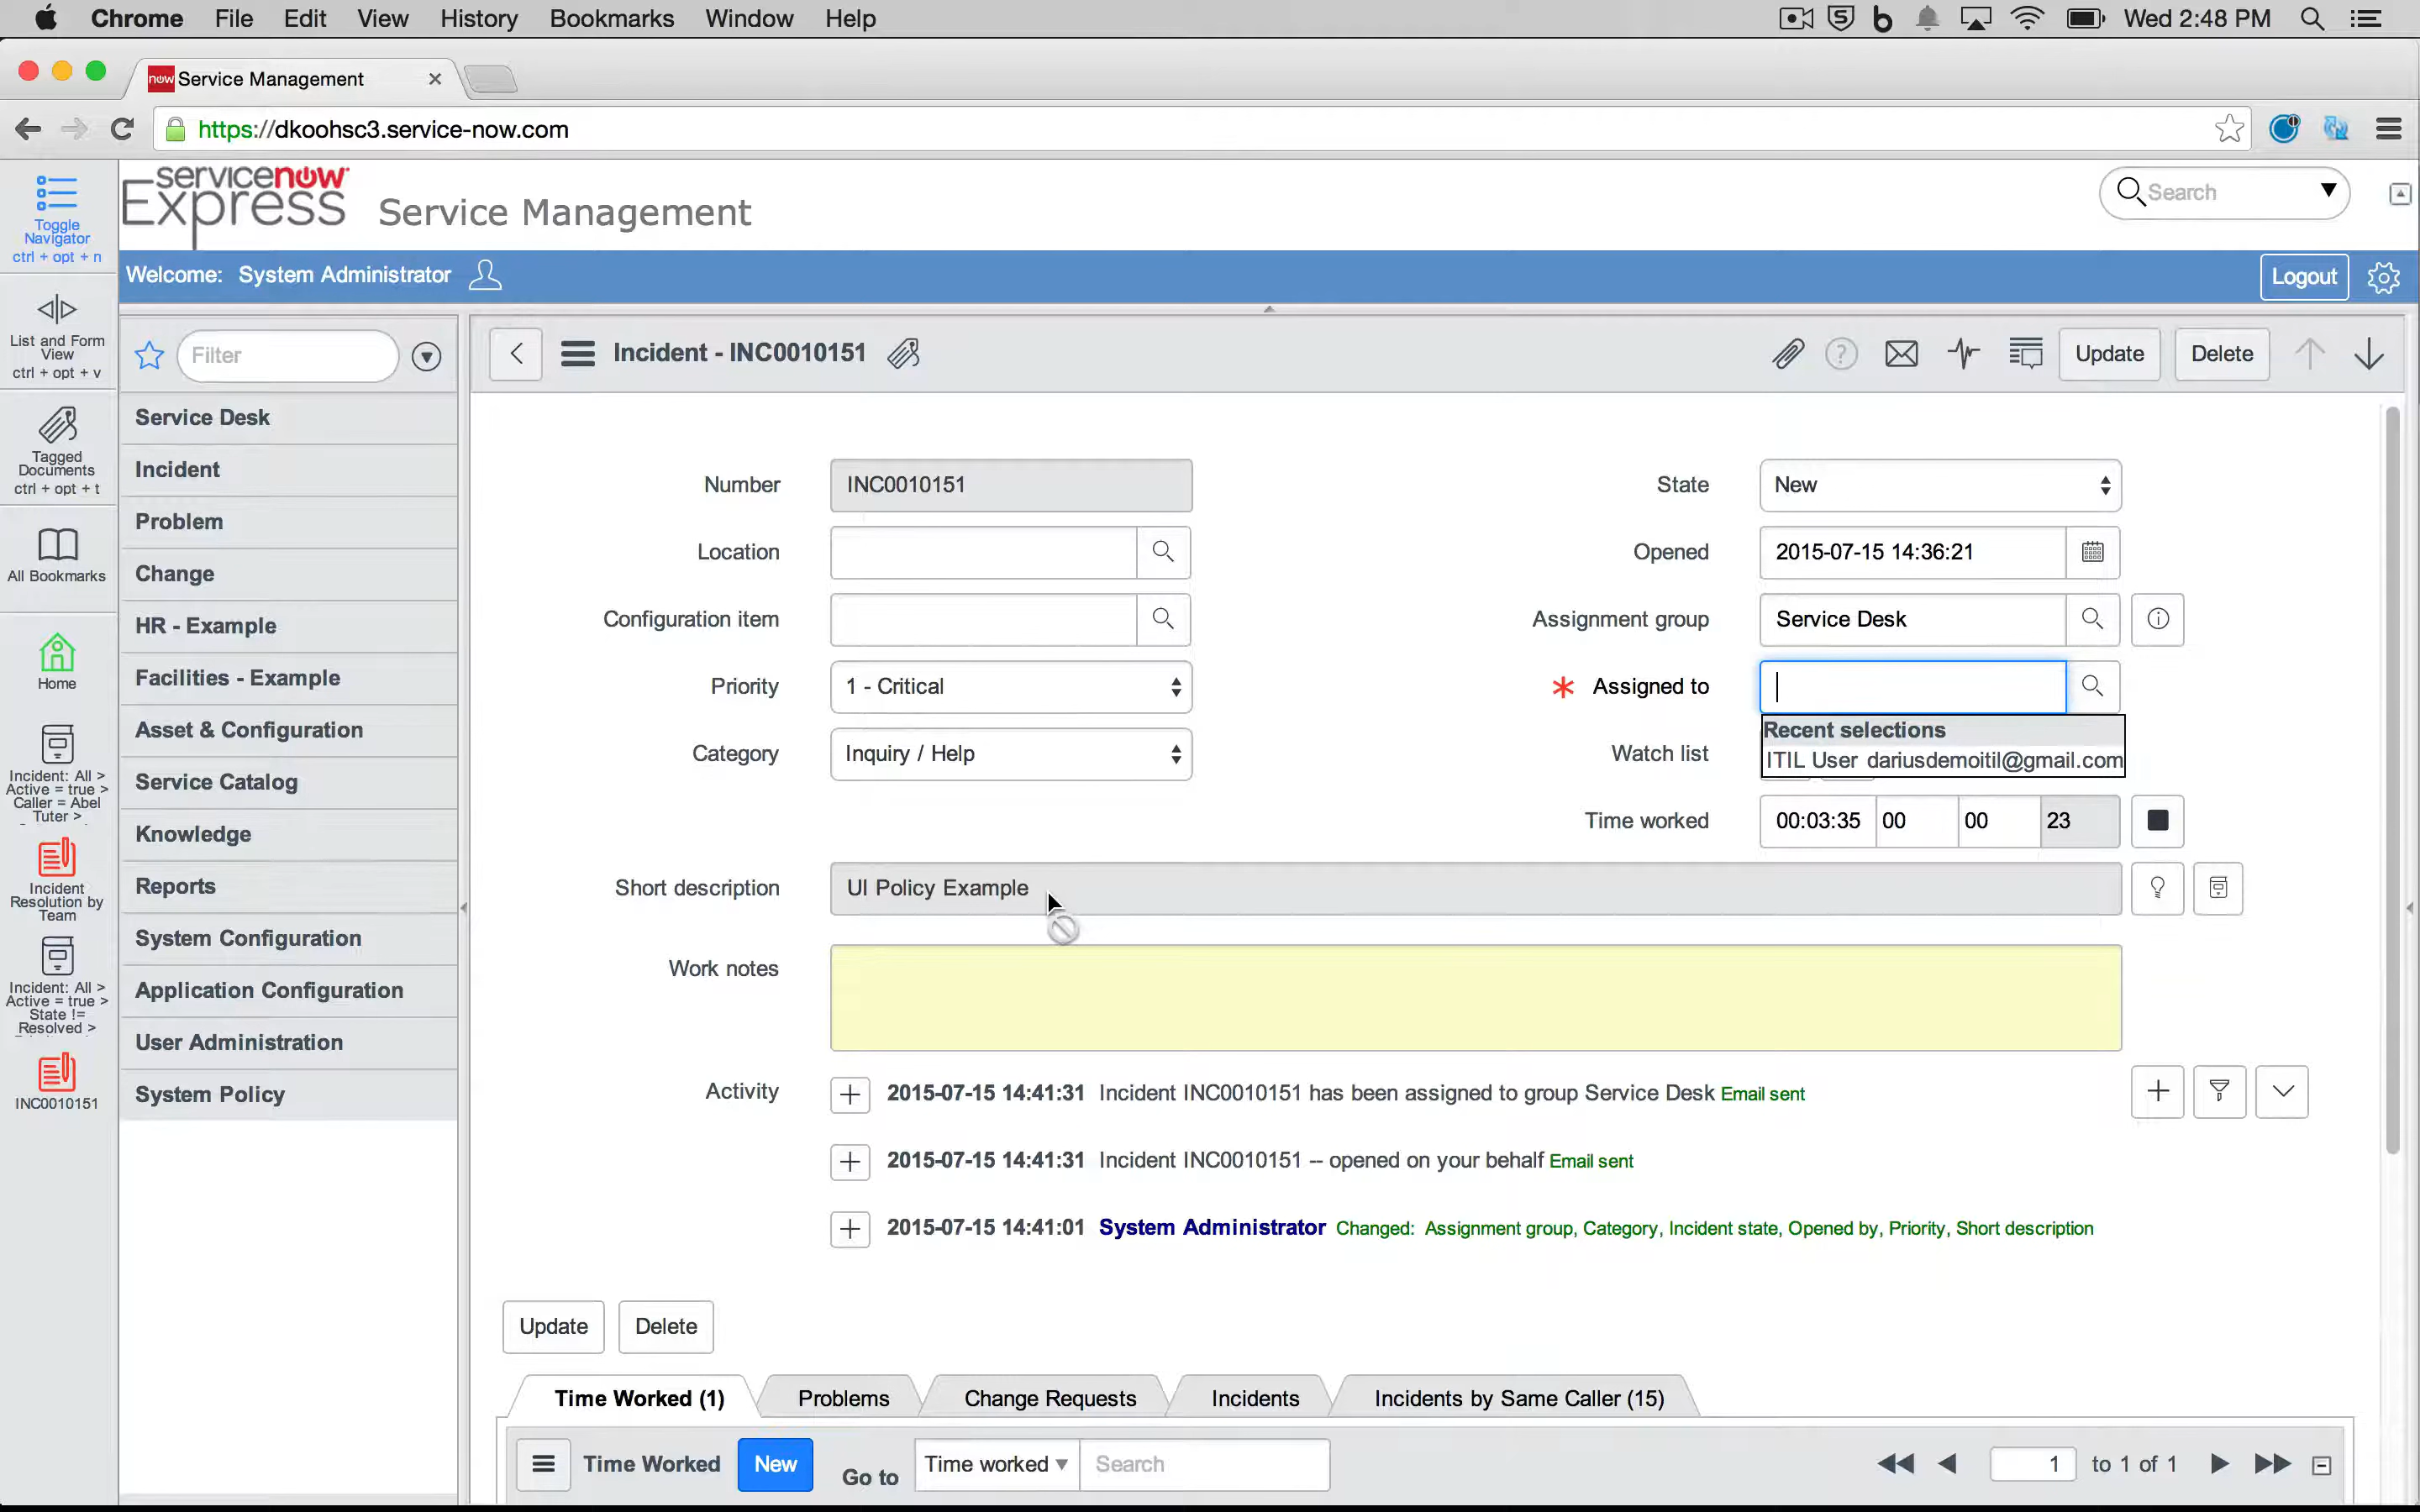 Chrome File Edit View History Bookmarks Window Help Wed 2:48 PM
now Service Management
https://dkoohsc3.service-now.com
servicenow
Express
Service Management
Search
Welcome: System Administrator
Logout
Toggle
Navigator
ctrl + opt + n
List and Form
View
ctrl + opt + v
Tagged
Documents
ctrl + opt + t
All Bookmarks
Home
Incident: All >
Active = true >
Caller = Abel
Tuter >
Incident
Resolution by
Team
Incident: All >
Active = true >
State !=
Resolved >
INC0010151
Filter
Service Desk
Incident
Problem
Change
HR - Example
Facilities - Example
Asset & Configuration
Service Catalog
Knowledge
Reports
System Configuration
Application Configuration
User Administration
System Policy
Incident - INC0010151
Update
Delete
Number INC0010151
State New
Location
Opened 2015-07-15 14:36:21
Configuration item
Assignment group Service Desk
Priority 1 - Critical
* Assigned to
Recent selections
ITIL User dariusdemoitil@gmail.com
Category Inquiry / Help
Watch list
Time worked 00:03:35 00 00 23
Short description UI Policy Example
Work notes
Activity
2015-07-15 14:41:31 Incident INC0010151 has been assigned to group Service Desk Email sent
2015-07-15 14:41:31 Incident INC0010151 -- opened on your behalf Email sent
2015-07-15 14:41:01 System Administrator Changed: Assignment group, Category, Incident state, Opened by, Priority, Short description
Update Delete
Time Worked (1) Problems Change Requests Incidents Incidents by Same Caller (15)
Time Worked New Go to Time worked Search 1 to 1 of 1